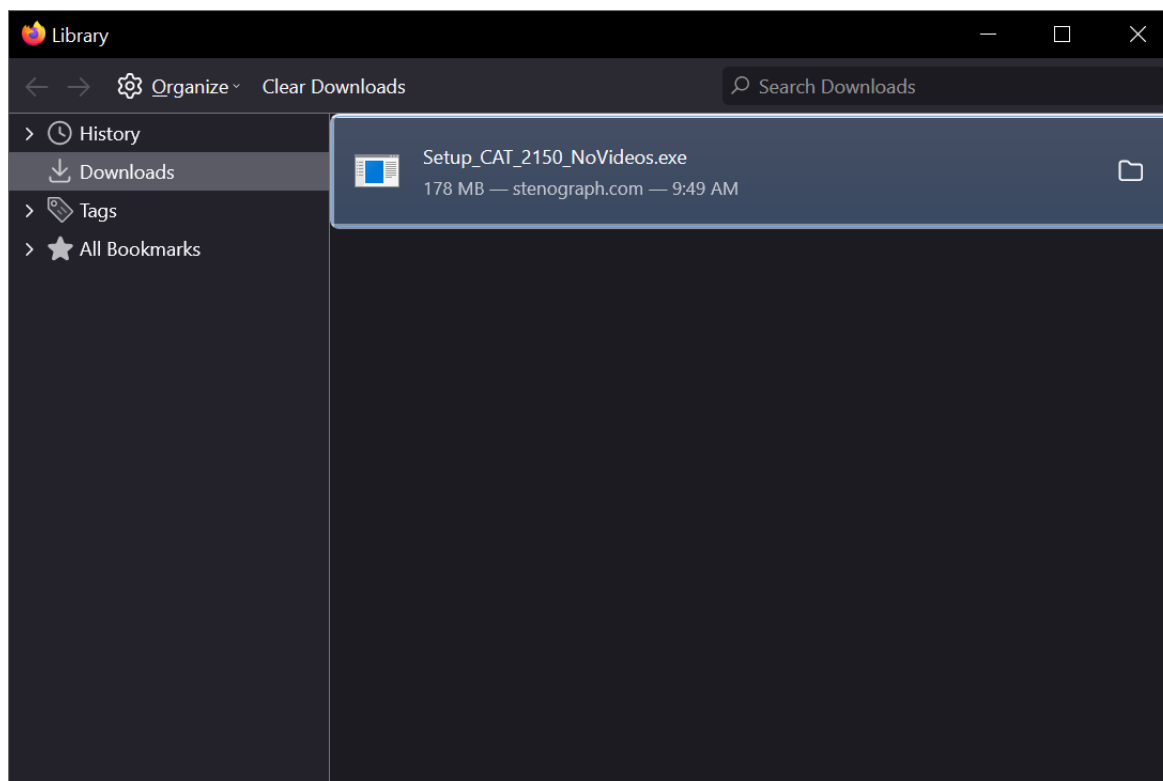 Library
Organize
Clear Downloads
Search Downloads
History
Downloads
Tags
All Bookmarks
Setup_CAT_2150_NoVideos.exe
178 MB — stenograph.com — 9:49 AM